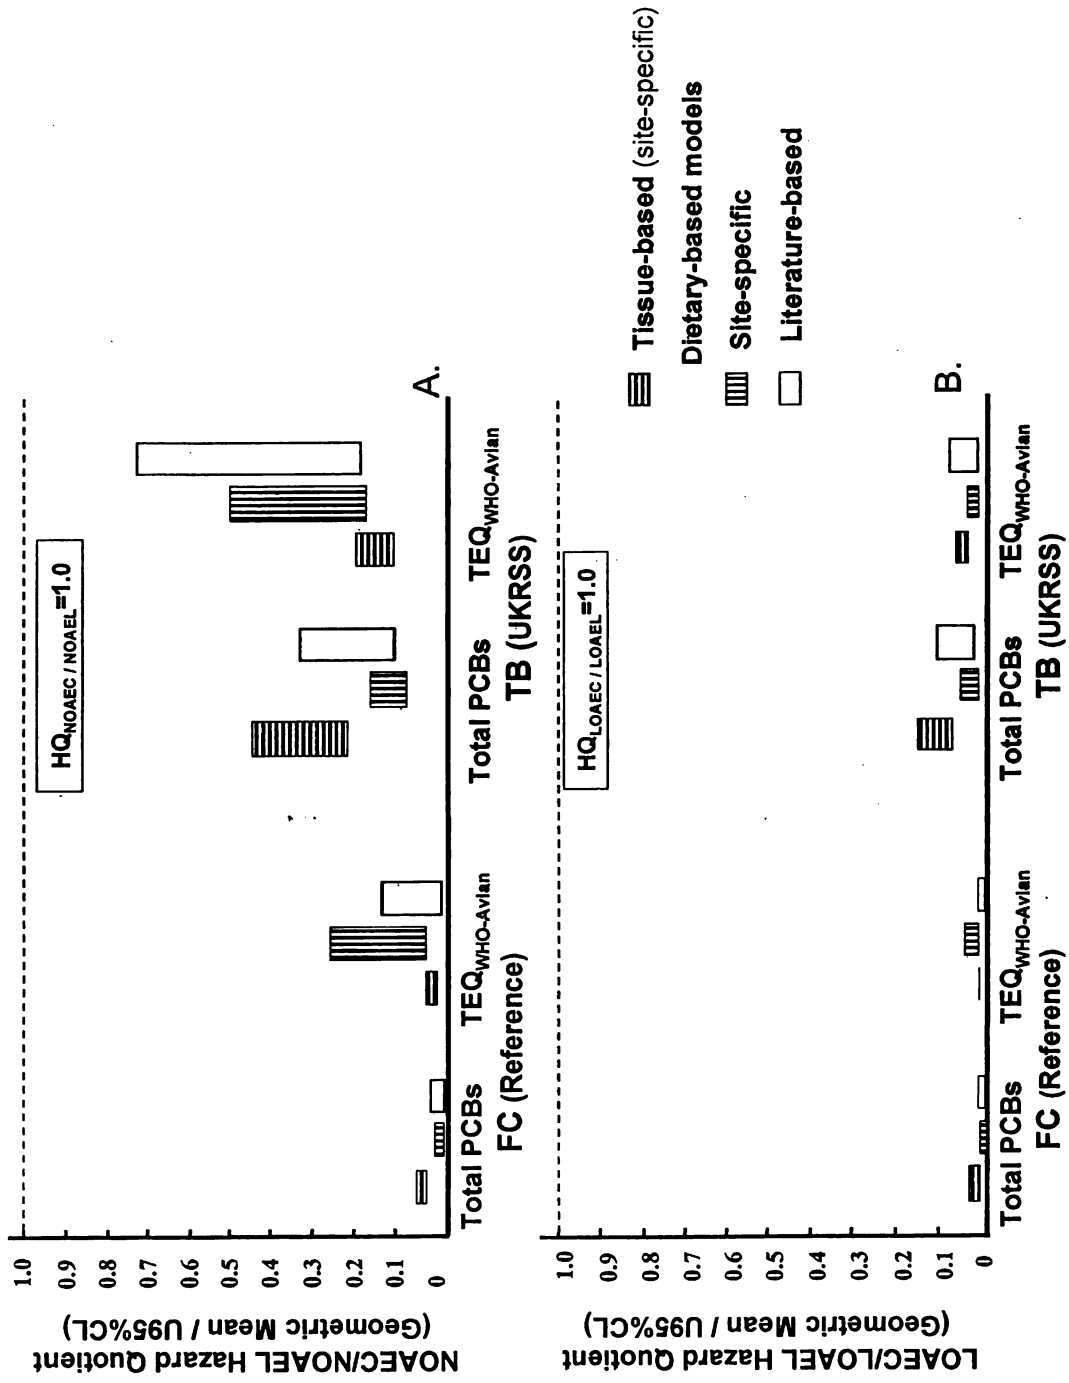 NOAEC/NOAEL Hazard Quotient
(Geometric Mean / U95%CL)
1.0
0.9
0.8
0.7
0.6
0.5
0.4
0.3
0.2
0.1
0
HQNOAEC / NOAEL=1.0
A.
Total PCBs TEQWHO-Avian
FC (Reference)
Total PCBs TEQWHO-Avian
TB (UKRSS)
LOAEC/LOAEL Hazard Quotient
(Geometric Mean / U95%CL)
1.0
0.9
0.8
0.7
0.6
0.5
0.4
0.3
0.2
0.1
0
HQLOAEC / LOAEL=1.0
B.
Total PCBs TEQWHO-Avian
FC (Reference)
Total PCBs TEQWHO-Avian
TB (UKRSS)
Tissue-based (site-specific)
Dietary-based models
Site-specific
Literature-based